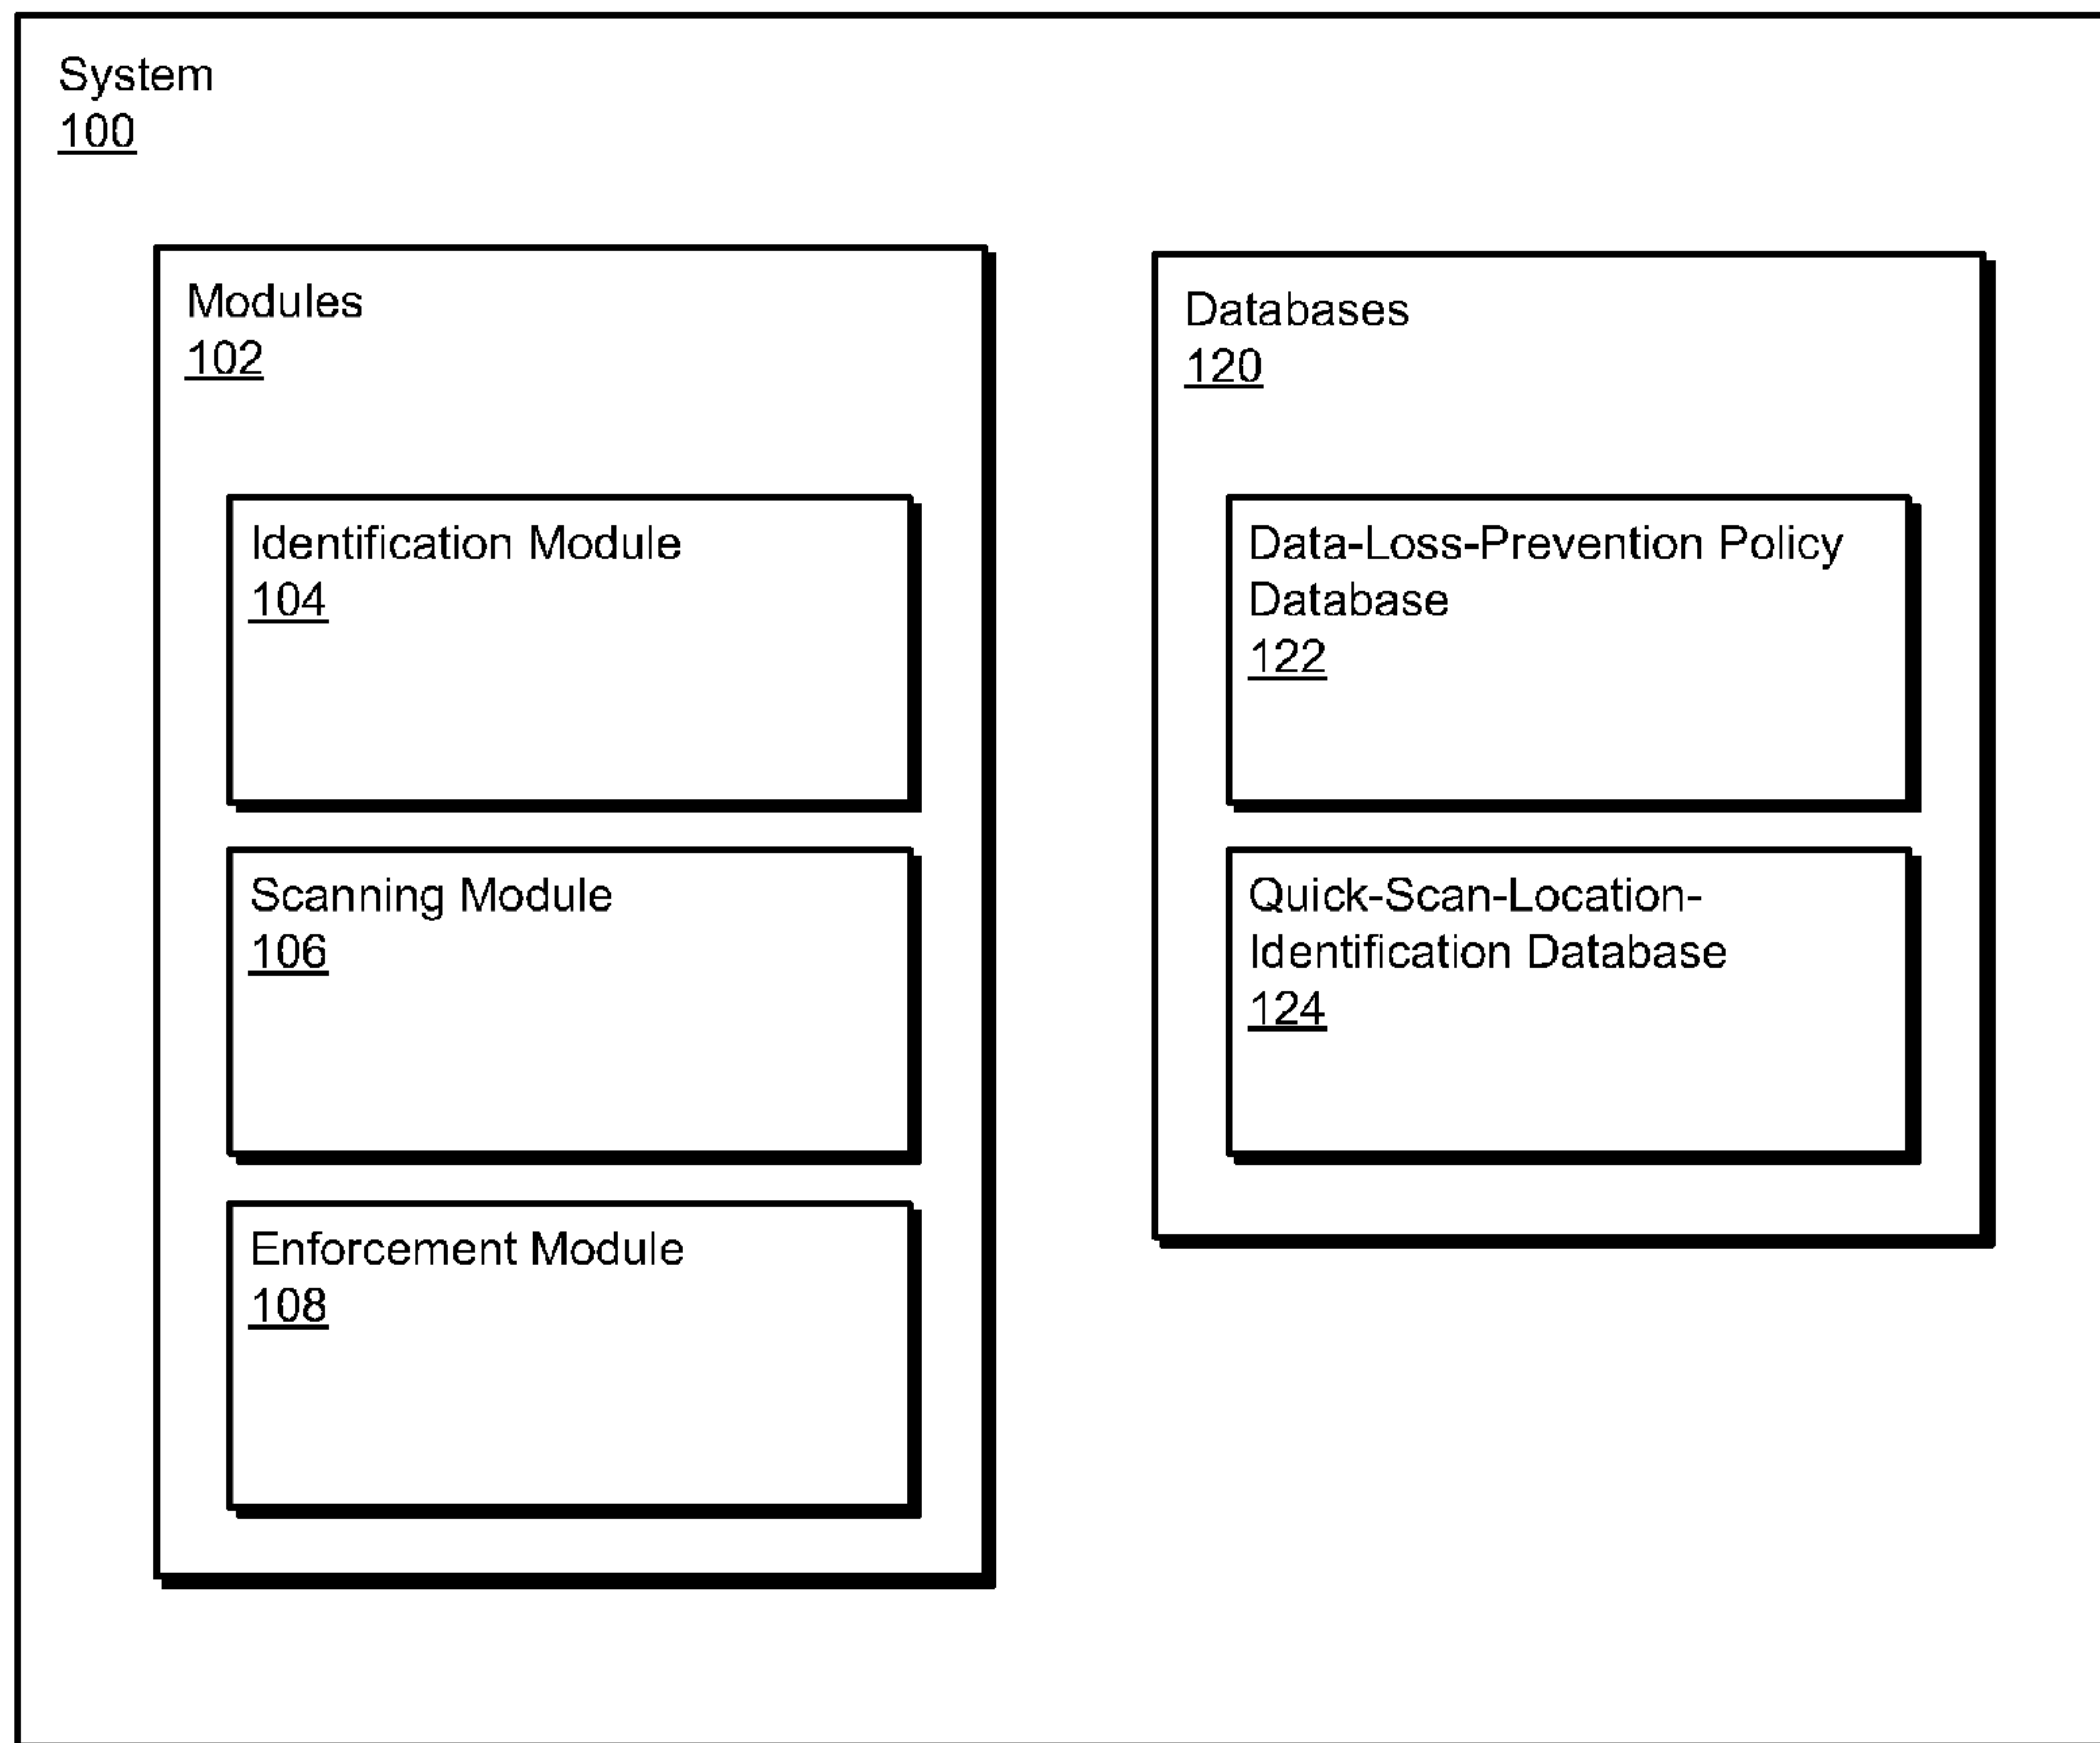 System
100
Modules
102
Identification Module
104
Scanning Module
106
Enforcement Module
108
Databases
120
Data-Loss-Prevention Policy
Database
122
Quick-Scan-Location-
Identification Database
124